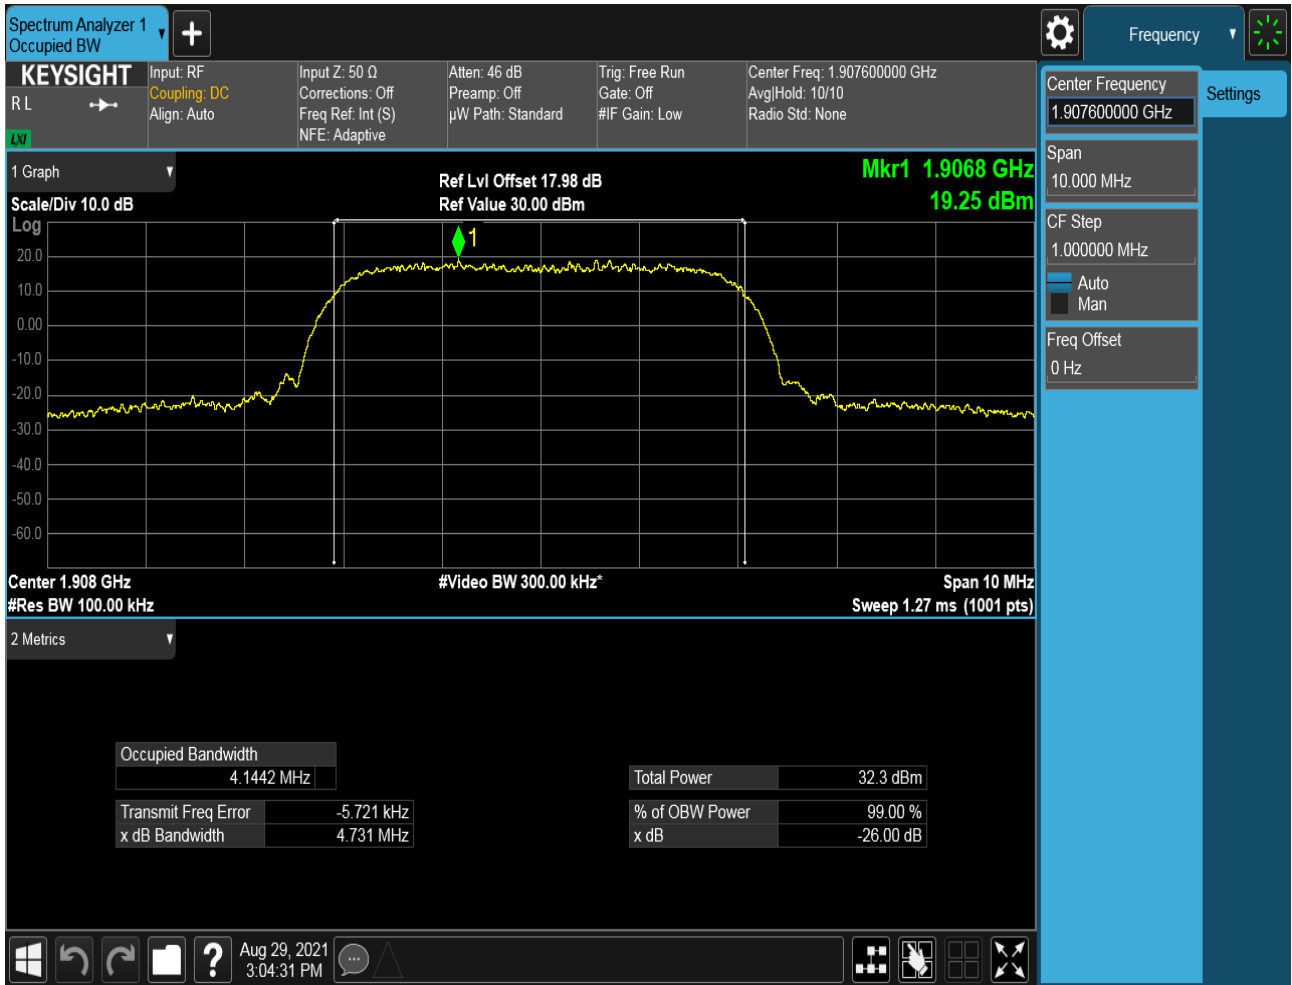 Spectrum Analyzer 1
Occupied BW
+
Frequency
KEYSIGHT
R L
LXI
Input: RF
Coupling: DC
Align: Auto
Input Z: 50 Ω
Corrections: Off
Freq Ref: Int (S)
NFE: Adaptive
Atten: 46 dB
Preamp: Off
µW Path: Standard
Trig: Free Run
Gate: Off
#IF Gain: Low
Center Freq: 1.907600000 GHz
Avg|Hold: 10/10
Radio Std: None
Center Frequency
1.907600000 GHz
Settings
Span
10.000 MHz
CF Step
1.000000 MHz
Auto
Man
Freq Offset
0 Hz
1 Graph
Scale/Div 10.0 dB
Log
Ref Lvl Offset 17.98 dB
Ref Value 30.00 dBm
Mkr1 1.9068 GHz
19.25 dBm
1
20.0
10.0
0.00
-10.0
-20.0
-30.0
-40.0
-50.0
-60.0
Center 1.908 GHz
#Video BW 300.00 kHz*
Span 10 MHz
#Res BW 100.00 kHz
Sweep 1.27 ms (1001 pts)
2 Metrics
Occupied Bandwidth
4.1442 MHz
Transmit Freq Error -5.721 kHz
x dB Bandwidth 4.731 MHz
Total Power 32.3 dBm
% of OBW Power 99.00 %
x dB -26.00 dB
?
Aug 29, 2021
3:04:31 PM